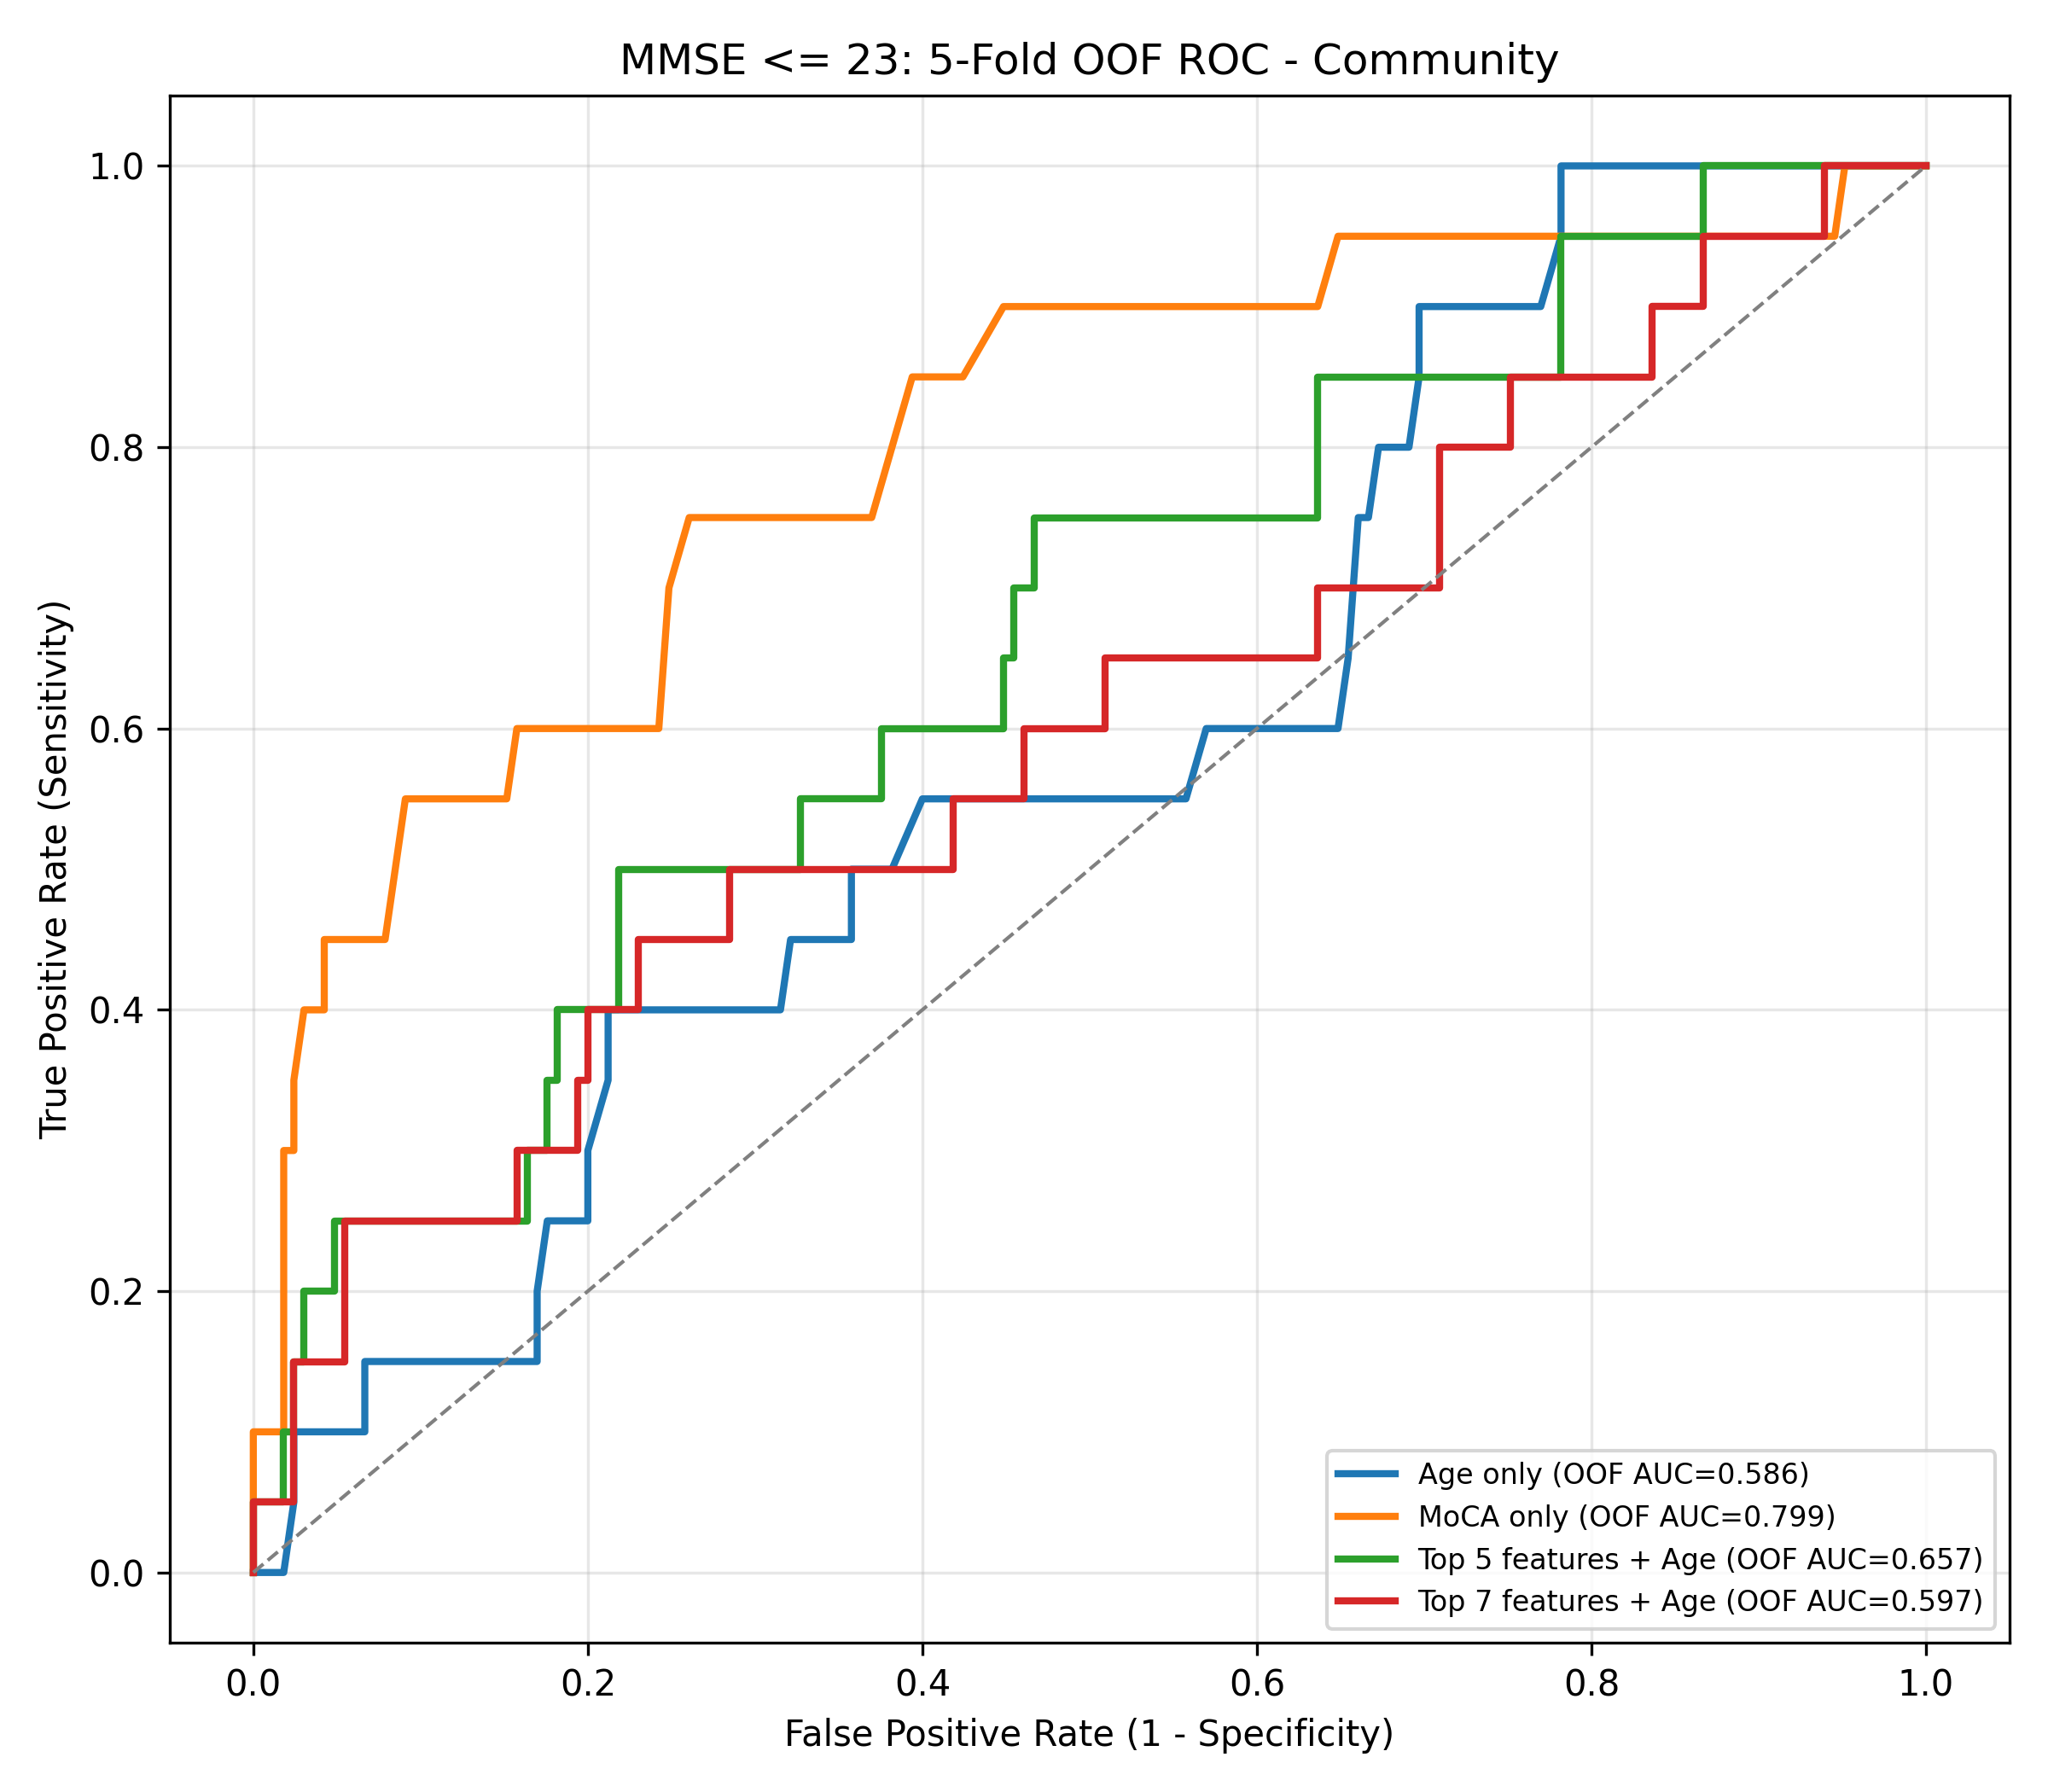 MMSE <= 23: 5-Fold OOF ROC - Community
True Positive Rate (Sensitivity)
1.0
0.8
0.6
0.4
0.2
0.0
0.0 0.2 0.4 0.6 0.8 1.0
False Positive Rate (1 - Specificity)
Age only (OOF AUC=0.586)
MoCA only (OOF AUC=0.799)
Top 5 features + Age (OOF AUC=0.657)
Top 7 features + Age (OOF AUC=0.597)